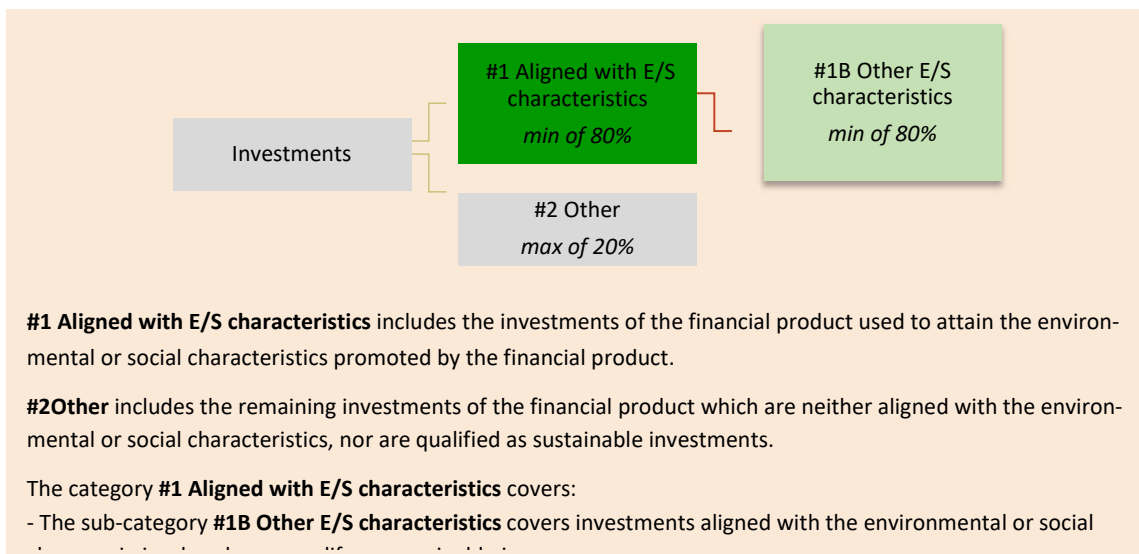 #1 Aligned with E/S
characteristics
min of 80%
#1B Other E/S
characteristics
min of 80%
Investments
#2 Other
max of 20%
#1 Aligned with E/S characteristics includes the investments of the financial product used to attain the environ-
mental or social characteristics promoted by the financial product.
#2Other includes the remaining investments of the financial product which are neither aligned with the environ-
mental or social characteristics, nor are qualified as sustainable investments.
The category #1 Aligned with E/S characteristics covers:
- The sub-category #1B Other E/S characteristics covers investments aligned with the environmental or social